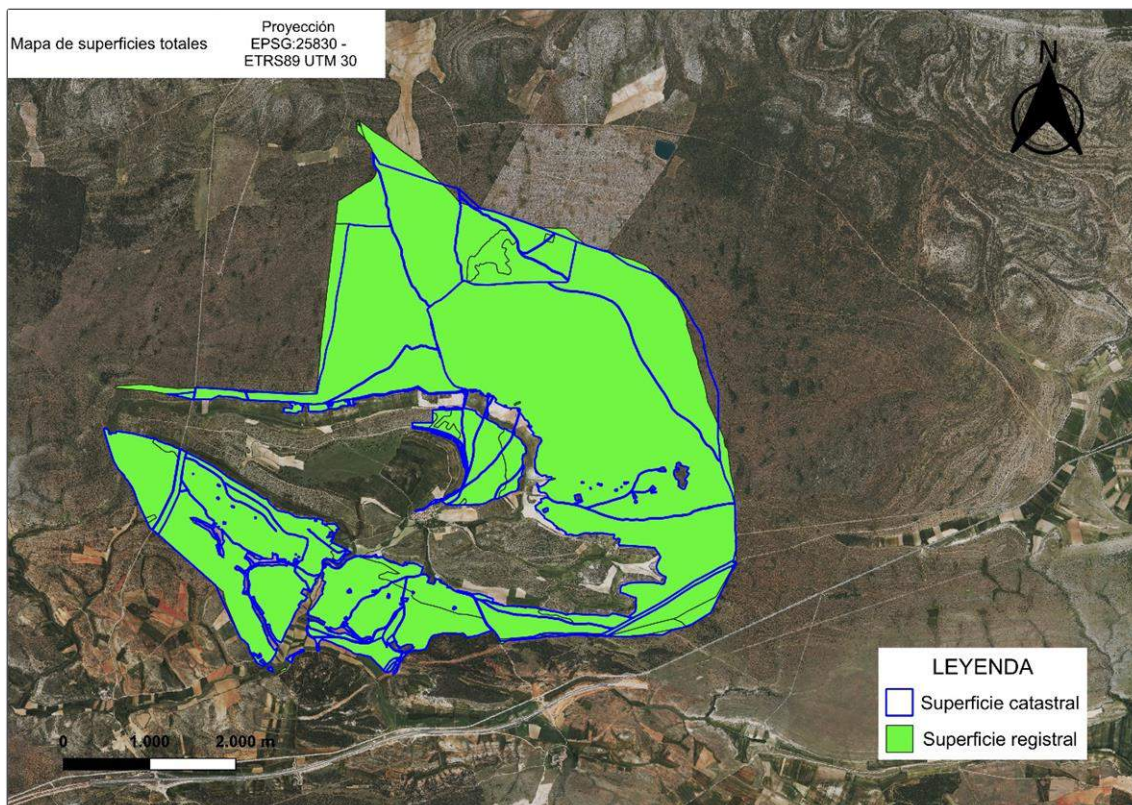 Mapa de superficies totales
Proyección
EPSG:25830 -
ETRS89 UTM 30
N
LEYENDA
Superficie catastral
Superficie registral
0 1.000 2.000 m